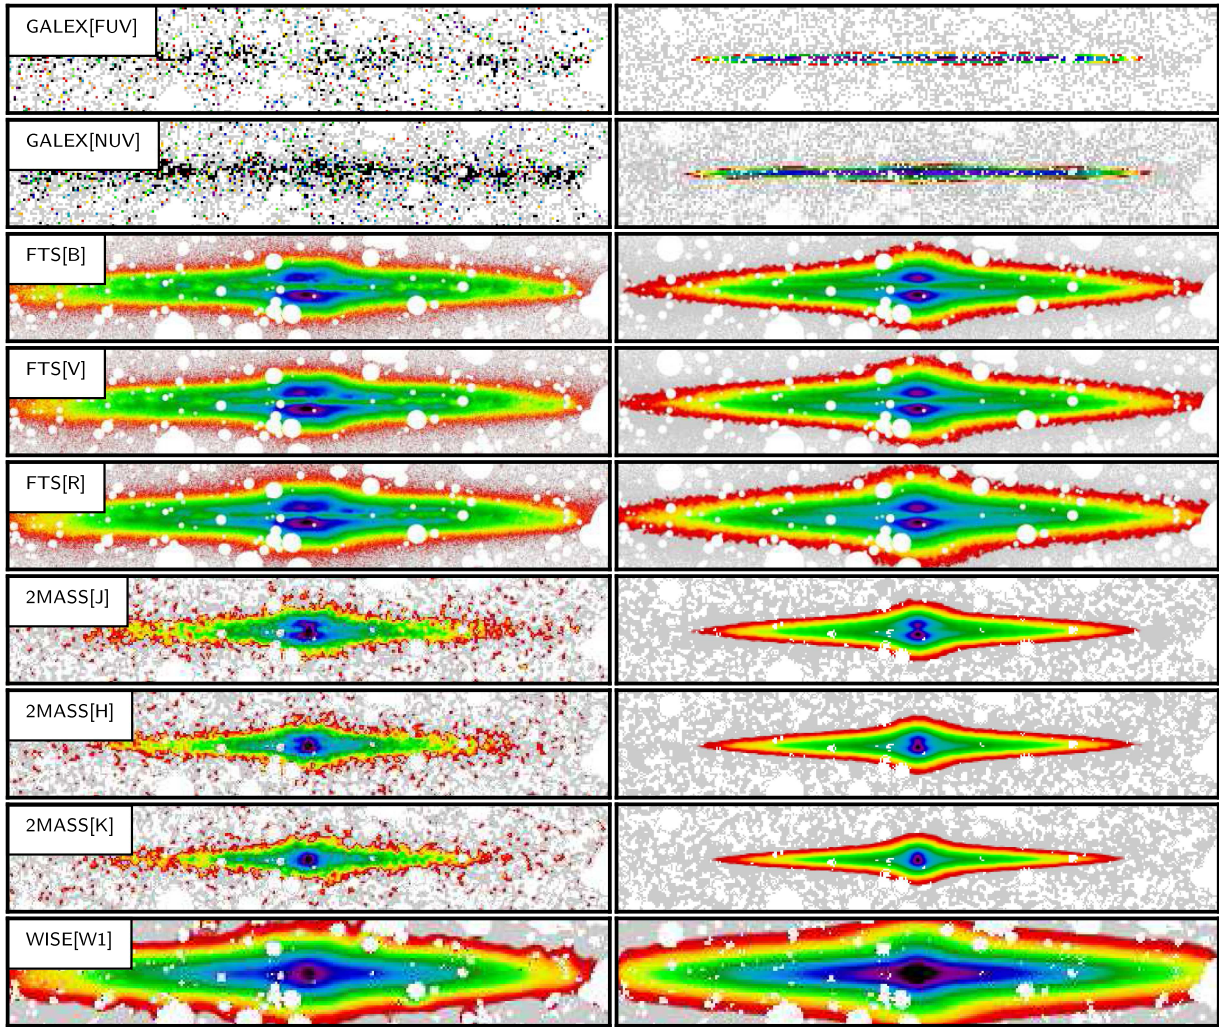 GALEX[FUV]
GALEX[NUV]
FTS[B]
FTS[V]
FTS[R]
2MASS[J]
2MASS[H]
2MASS[K]
WISE[W1]